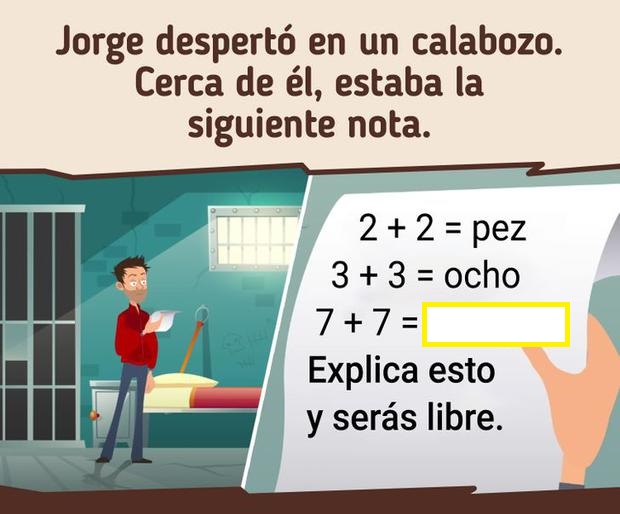 Jorge despertó en un calabozo.
Cerca de él, estaba la
siguiente nota.
2 + 2 = pez
3 + 3 = ocho
7 + 7 =
Explica esto
y serás libre.